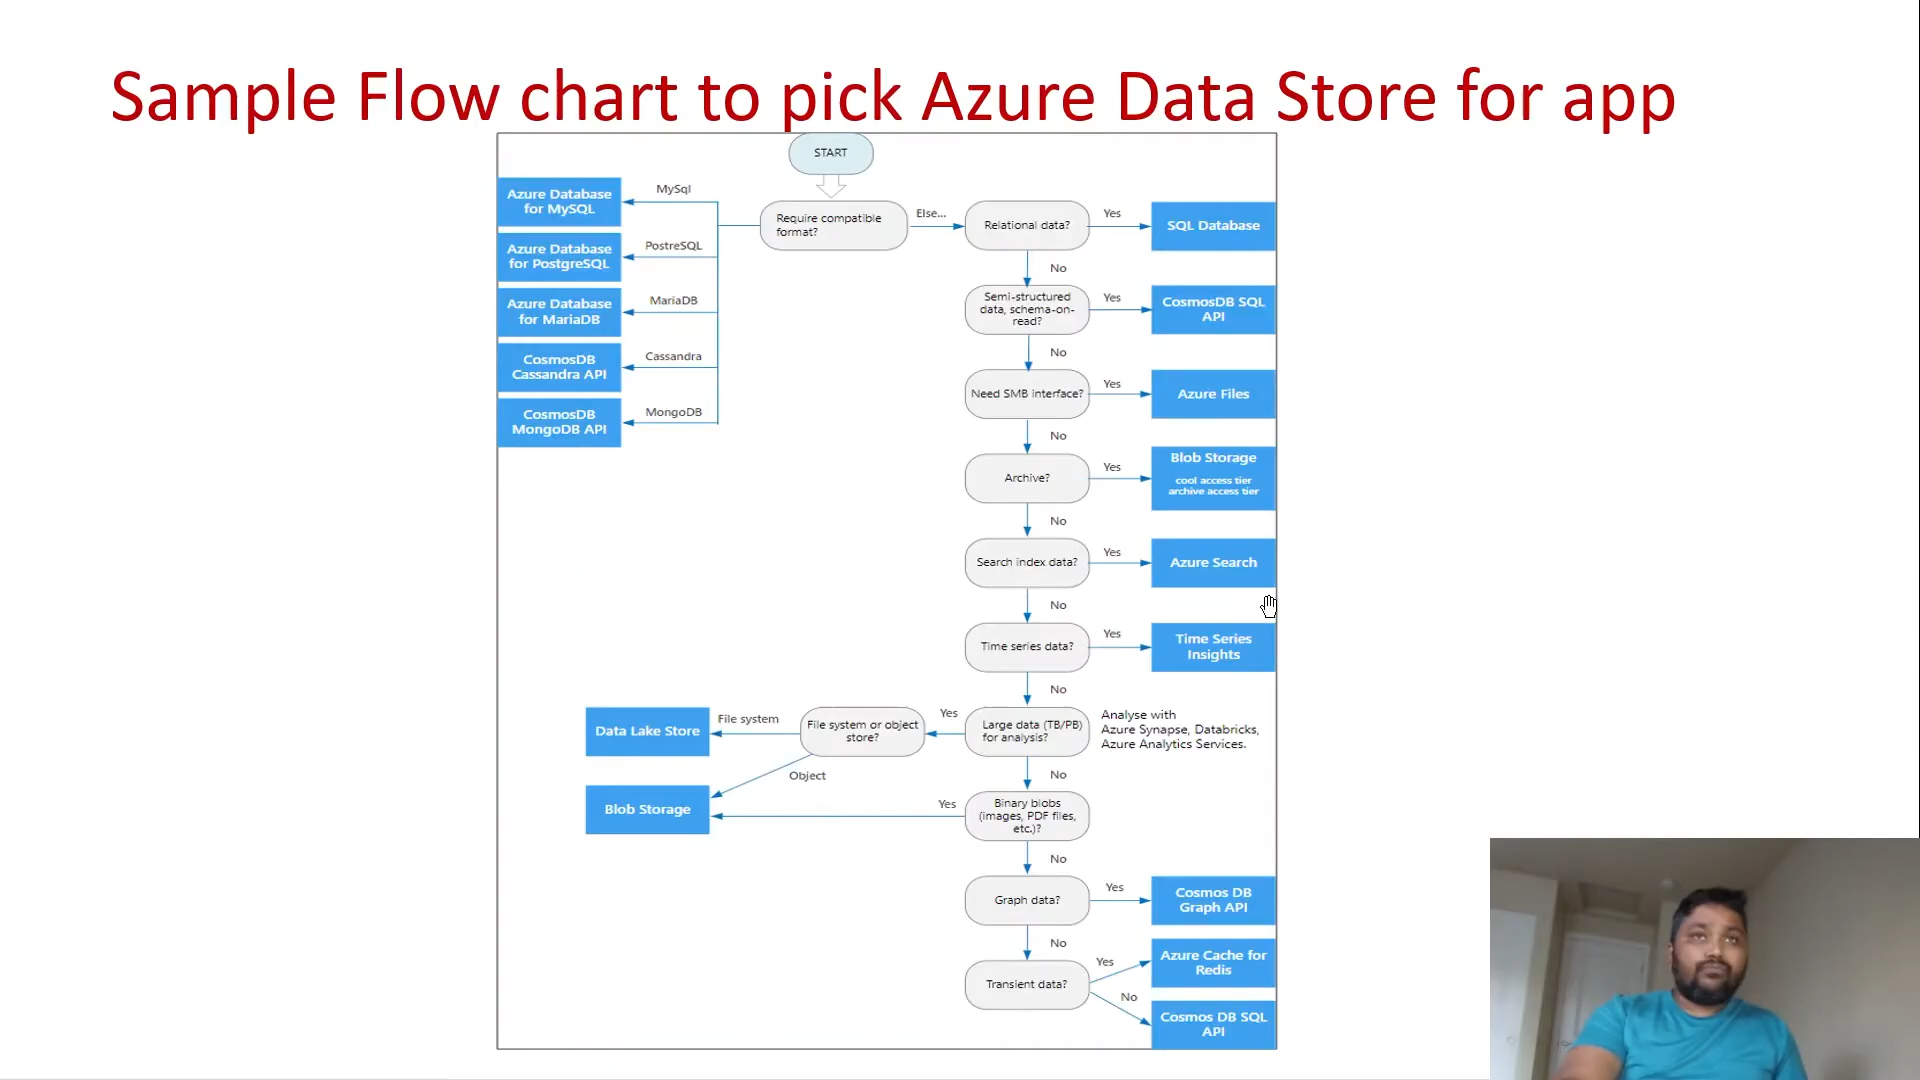 Sample Flow chart to pick Azure Data Store for app
START
Require compatible
format?
MySql
Azure Database
for MySQL
PostreSQL
Azure Database
for PostgreSQL
MariaDB
Azure Database
for MariaDB
Cassandra
CosmosDB
Cassandra API
MongoDB
CosmosDB
MongoDB API
Else...
Relational data?
Yes
SQL Database
No
Semi-structured
data, schema-on-
read?
Yes
CosmosDB SQL
API
No
Need SMB interface?
Yes
Azure Files
No
Archive?
Yes
Blob Storage
cool access tier
archive access tier
No
Search index data?
Yes
Azure Search
No
Time series data?
Yes
Time Series
Insights
No
Large data (TB/PB)
for analysis?
Analyse with
Azure Synapse, Databricks,
Azure Analytics Services.
Yes
File system or object
store?
File system
Data Lake Store
Object
Blob Storage
No
Binary blobs
(images, PDF files,
etc.)?
Yes
No
Graph data?
Yes
Cosmos DB
Graph API
No
Transient data?
Yes
Azure Cache for
Redis
No
Cosmos DB SQL
API